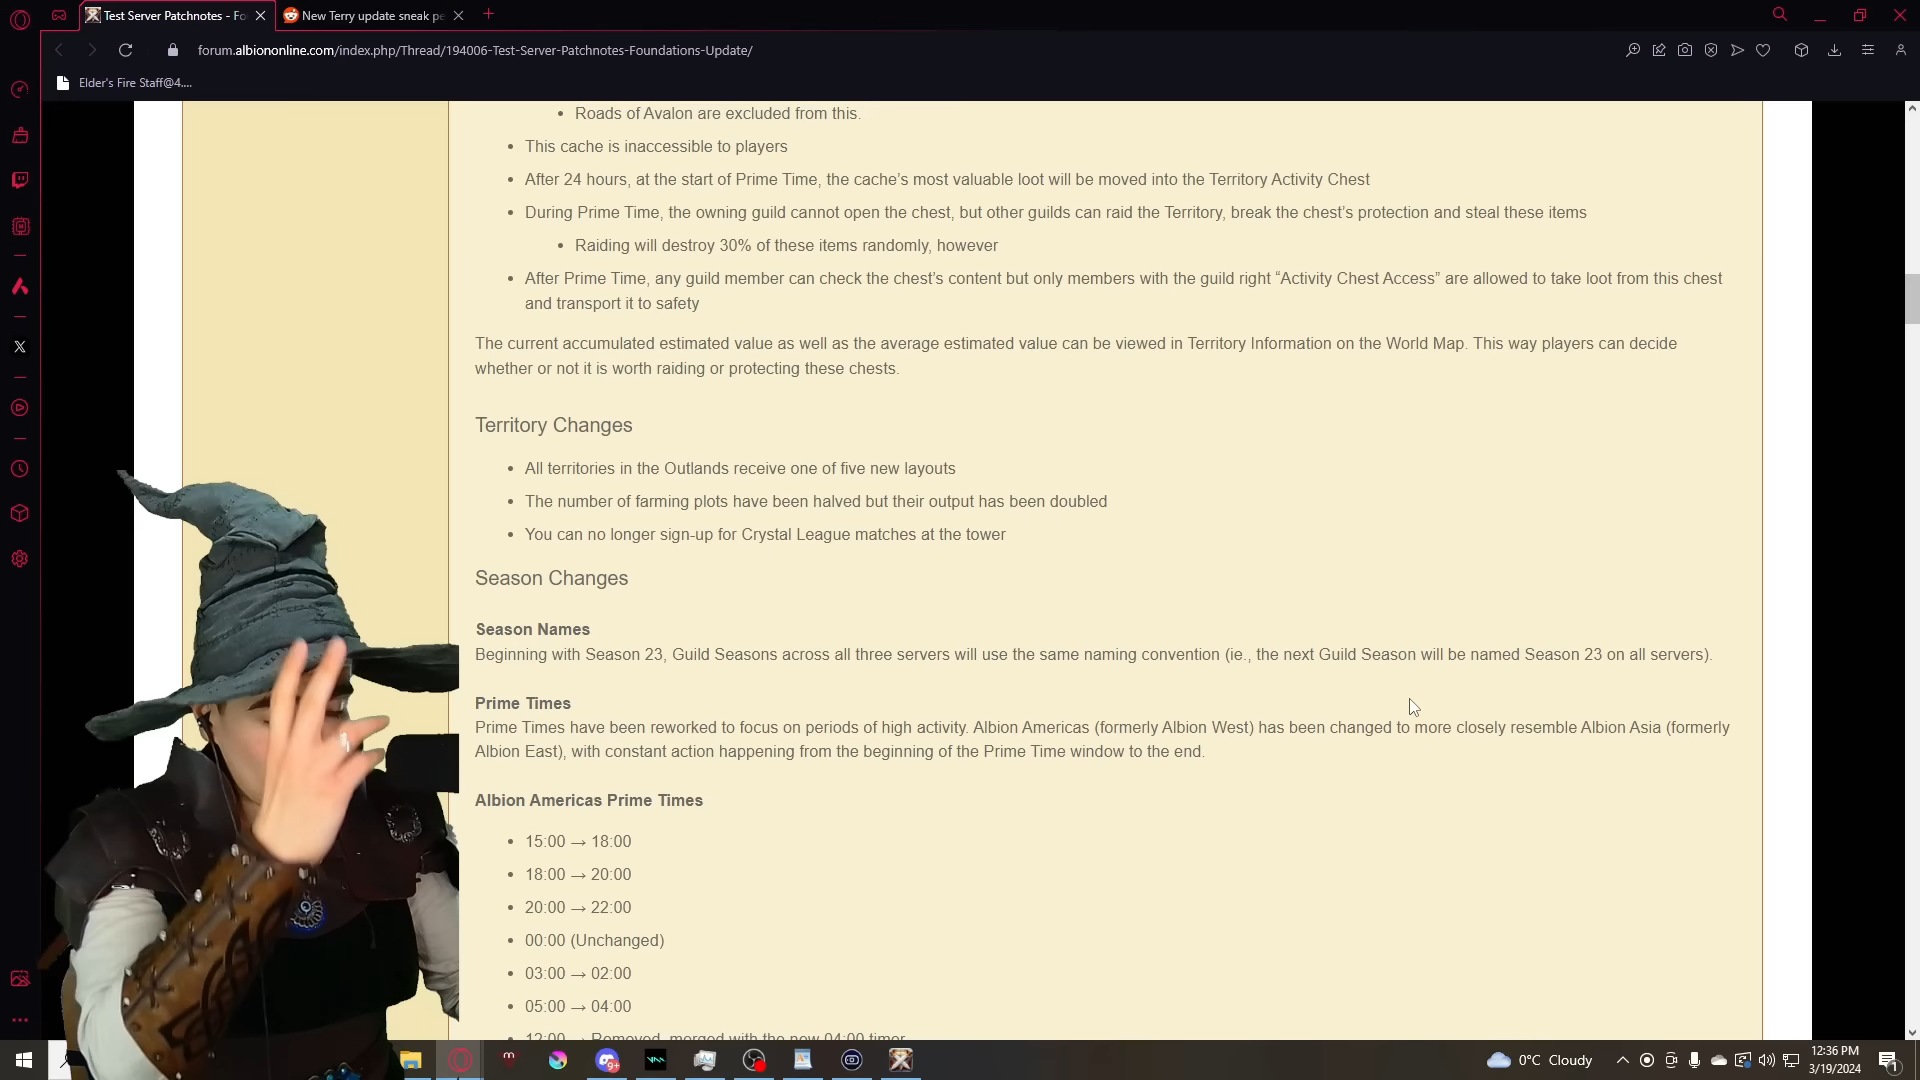 Test Server Patchnotes - Fo
New Terry update sneak pe
forum.albiononline.com/index.php/Thread/194006-Test-Server-Patchnotes-Foundations-Update/
Elder's Fire Staff@4....
• Roads of Avalon are excluded from this.
• This cache is inaccessible to players
• After 24 hours, at the start of Prime Time, the cache’s most valuable loot will be moved into the Territory Activity Chest
• During Prime Time, the owning guild cannot open the chest, but other guilds can raid the Territory, break the chest’s protection and steal these items
• Raiding will destroy 30% of these items randomly, however
• After Prime Time, any guild member can check the chest’s content but only members with the guild right “Activity Chest Access” are allowed to take loot from this chest
and transport it to safety
The current accumulated estimated value as well as the average estimated value can be viewed in Territory Information on the World Map. This way players can decide
whether or not it is worth raiding or protecting these chests.
Territory Changes
• All territories in the Outlands receive one of five new layouts
• The number of farming plots have been halved but their output has been doubled
• You can no longer sign-up for Crystal League matches at the tower
Season Changes
Season Names
Beginning with Season 23, Guild Seasons across all three servers will use the same naming convention (ie., the next Guild Season will be named Season 23 on all servers).
Prime Times
Prime Times have been reworked to focus on periods of high activity. Albion Americas (formerly Albion West) has been changed to more closely resemble Albion Asia (formerly
Albion East), with constant action happening from the beginning of the Prime Time window to the end.
Albion Americas Prime Times
• 15:00 → 18:00
• 18:00 → 20:00
• 20:00 → 22:00
• 00:00 (Unchanged)
• 03:00 → 02:00
• 05:00 → 04:00
• 12:00 → Removed, merged with the new 04:00 timer
9+
0°C Cloudy
12:36 PM
3/19/2024
1